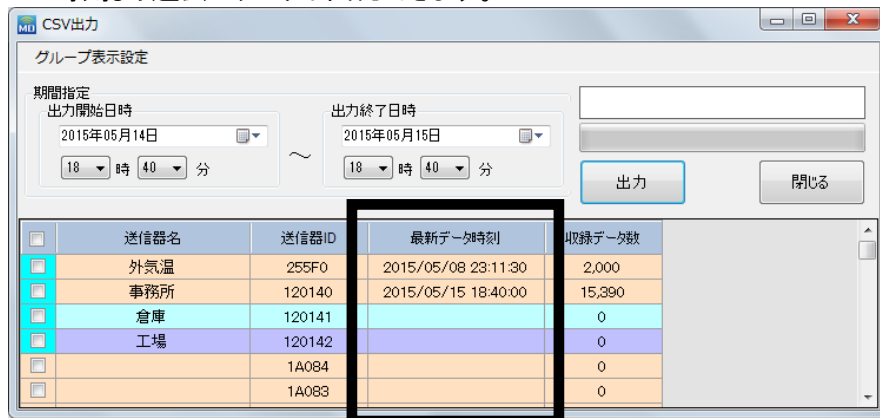 CSV出力
グループ表示設定
期間指定
出力開始日時
出力終了日時
2015年05月14日
～
2015年05月15日
18 時 40 分
18 時 40 分
出力
閉じる
送信器名 送信器ID 最新データ時刻 収録データ数
外気温 255F0 2015/05/08 23:11:30 2,000
事務所 120140 2015/05/15 18:40:00 15,390
倉庫 120141 0
工場 120142 0
1A084 0
1A083 0